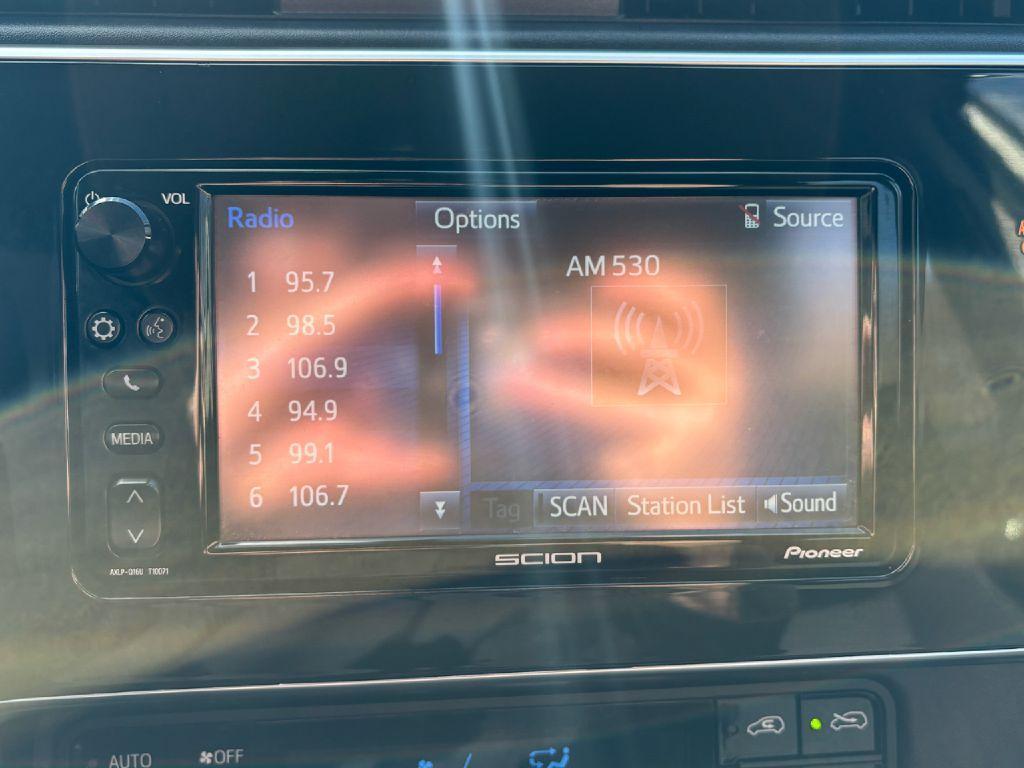 VOL
Radio
Options
Source
1 95.7
2 98.5
3 106.9
4 94.9
5 99.1
6 106.7
AM 530
MEDIA
Tag
SCAN
Station List
Sound
SCION
Pioneer
AXLP-Q16U T10071
AUTO
OFF